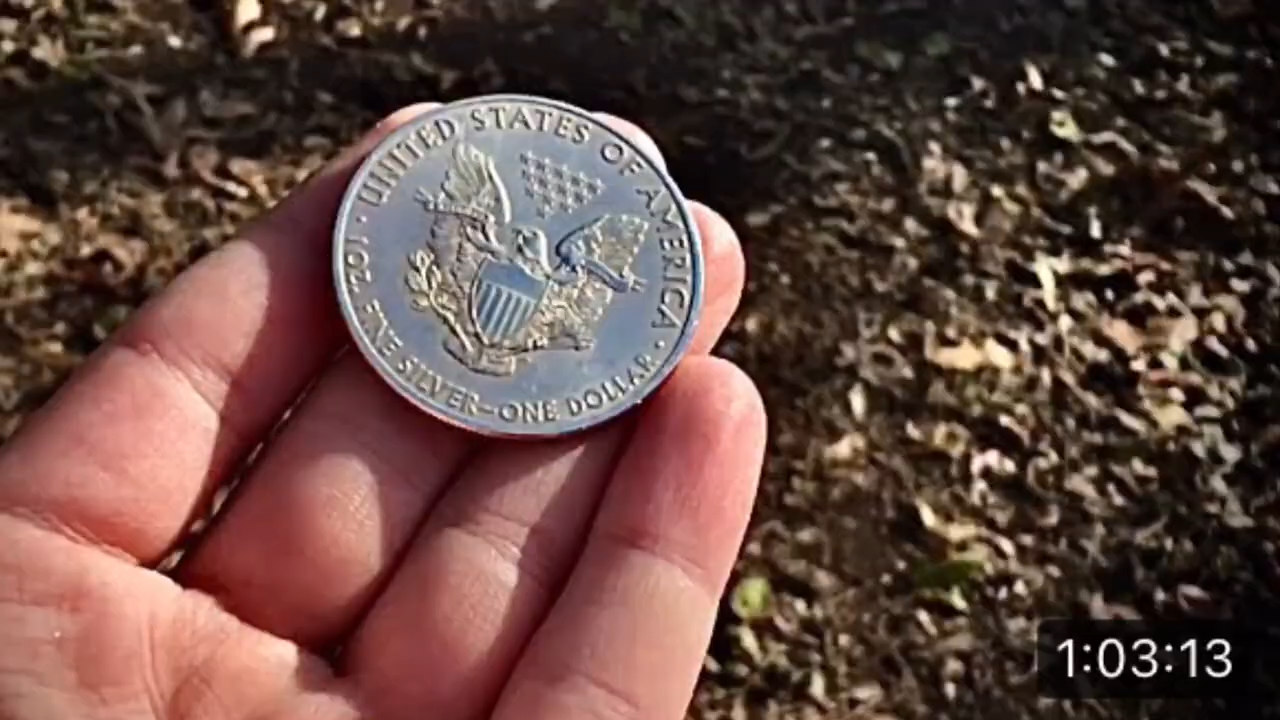 UNITED STATES OF AMERICA
1 OZ. FINE SILVER–ONE DOLLAR
1:03:13